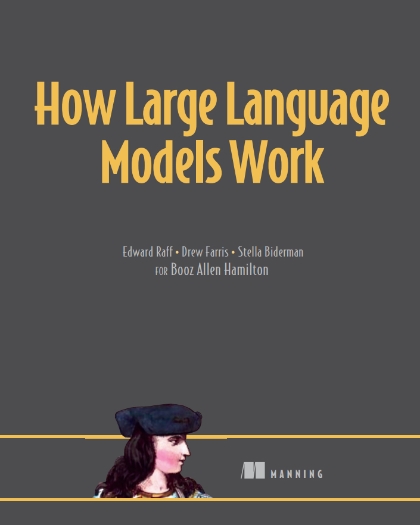 How Large Language
Models Work
Edward Raff • Drew Farris • Stella Biderman
FOR Booz Allen Hamilton
MANNING